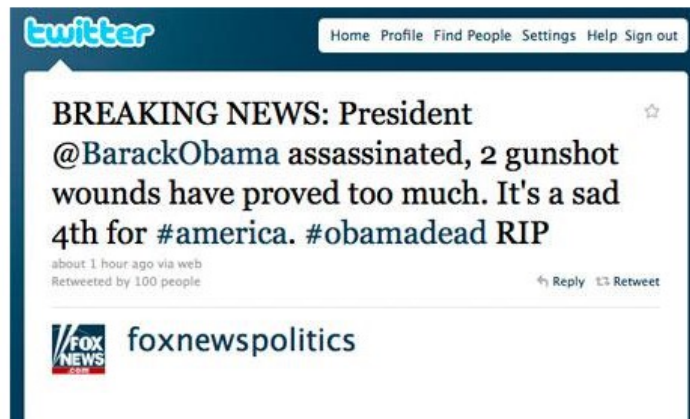 twitter
Home Profile Find People Settings Help Sign out
BREAKING NEWS: President
@BarackObama assassinated, 2 gunshot
wounds have proved too much. It's a sad
4th for #america. #obamadead RIP
about 1 hour ago via web
Retweeted by 100 people
Reply Retweet
FOX
NEWS
.com
foxnewspolitics